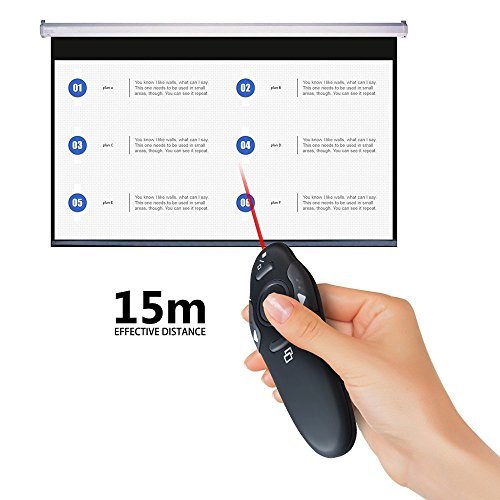 01
plan A
You know. I like walls, what can I say.
This one needs to be used in small
areas, though. You can see it repeat.
02
plan B
You know. I like walls, what can I say.
This one needs to be used in small
areas, though. You can see it repeat.
03
plan C
You know. I like walls, what can I say.
This one needs to be used in small
areas, though. You can see it repeat.
04
plan D
You know. I like walls, what can I say.
This one needs to be used in small
areas, though. You can see it repeat.
05
plan E
You know. I like walls, what can I say.
This one needs to be used in small
areas, though. You can see it repeat.
06
plan F
You know. I like walls, what can I say.
This one needs to be used in small
areas, though. You can see it repeat.
15m
EFFECTIVE DISTANCE